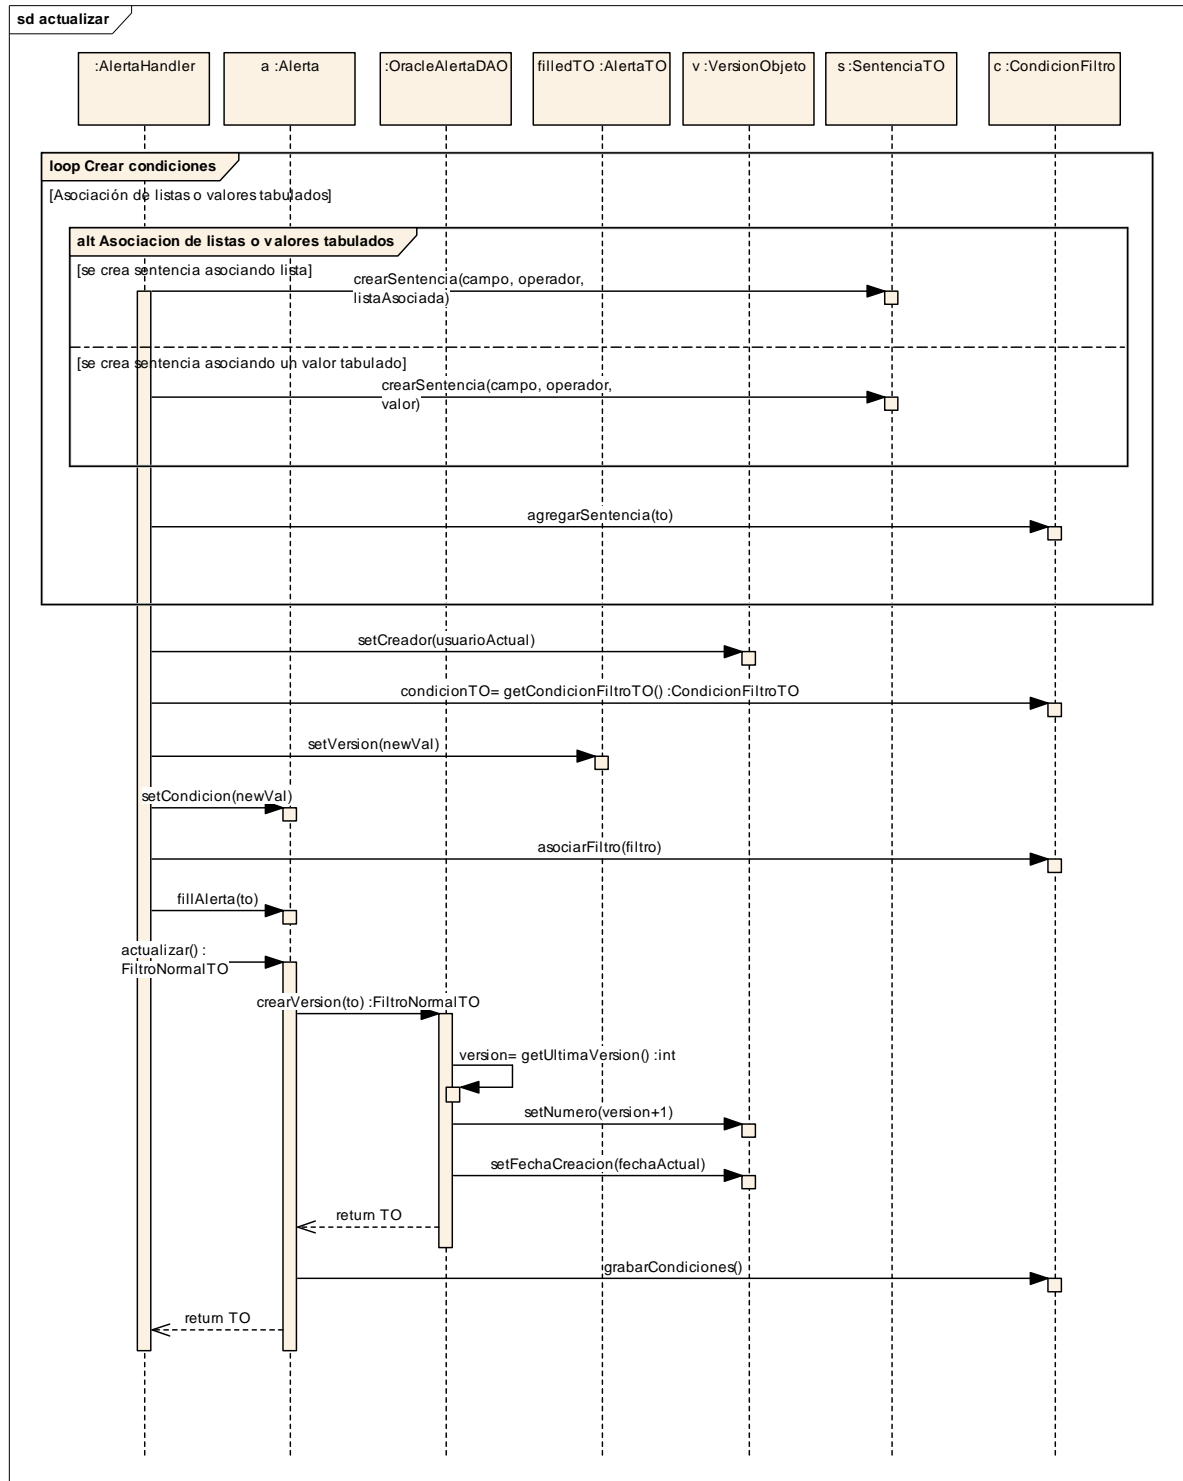 sd actualizar
:AlertaHandler
a :Alerta
:OracleAlertaDAO
filledTO :AlertaTO
v :VersionObjeto
s :SentenciaTO
c :CondicionFiltro
loop Crear condiciones
[Asociación de listas o valores tabulados]
alt Asociacion de listas o valores tabulados
[se crea sentencia asociando lista]
crearSentencia(campo, operador,
listaAsociada)
[se crea sentencia asociando un valor tabulado]
crearSentencia(campo, operador,
valor)
agregarSentencia(to)
setCreador(usuarioActual)
condicionTO= getCondicionFiltroTO() :CondicionFiltroTO
setVersion(newVal)
setCondicion(newVal)
asociarFiltro(filtro)
fillAlerta(to)
actualizar() :
FiltroNormalTO
crearVersion(to) :FiltroNormalTO
version= getUltimaVersion() :int
setNumero(version+1)
setFechaCreacion(fechaActual)
return TO
grabarCondiciones()
return TO